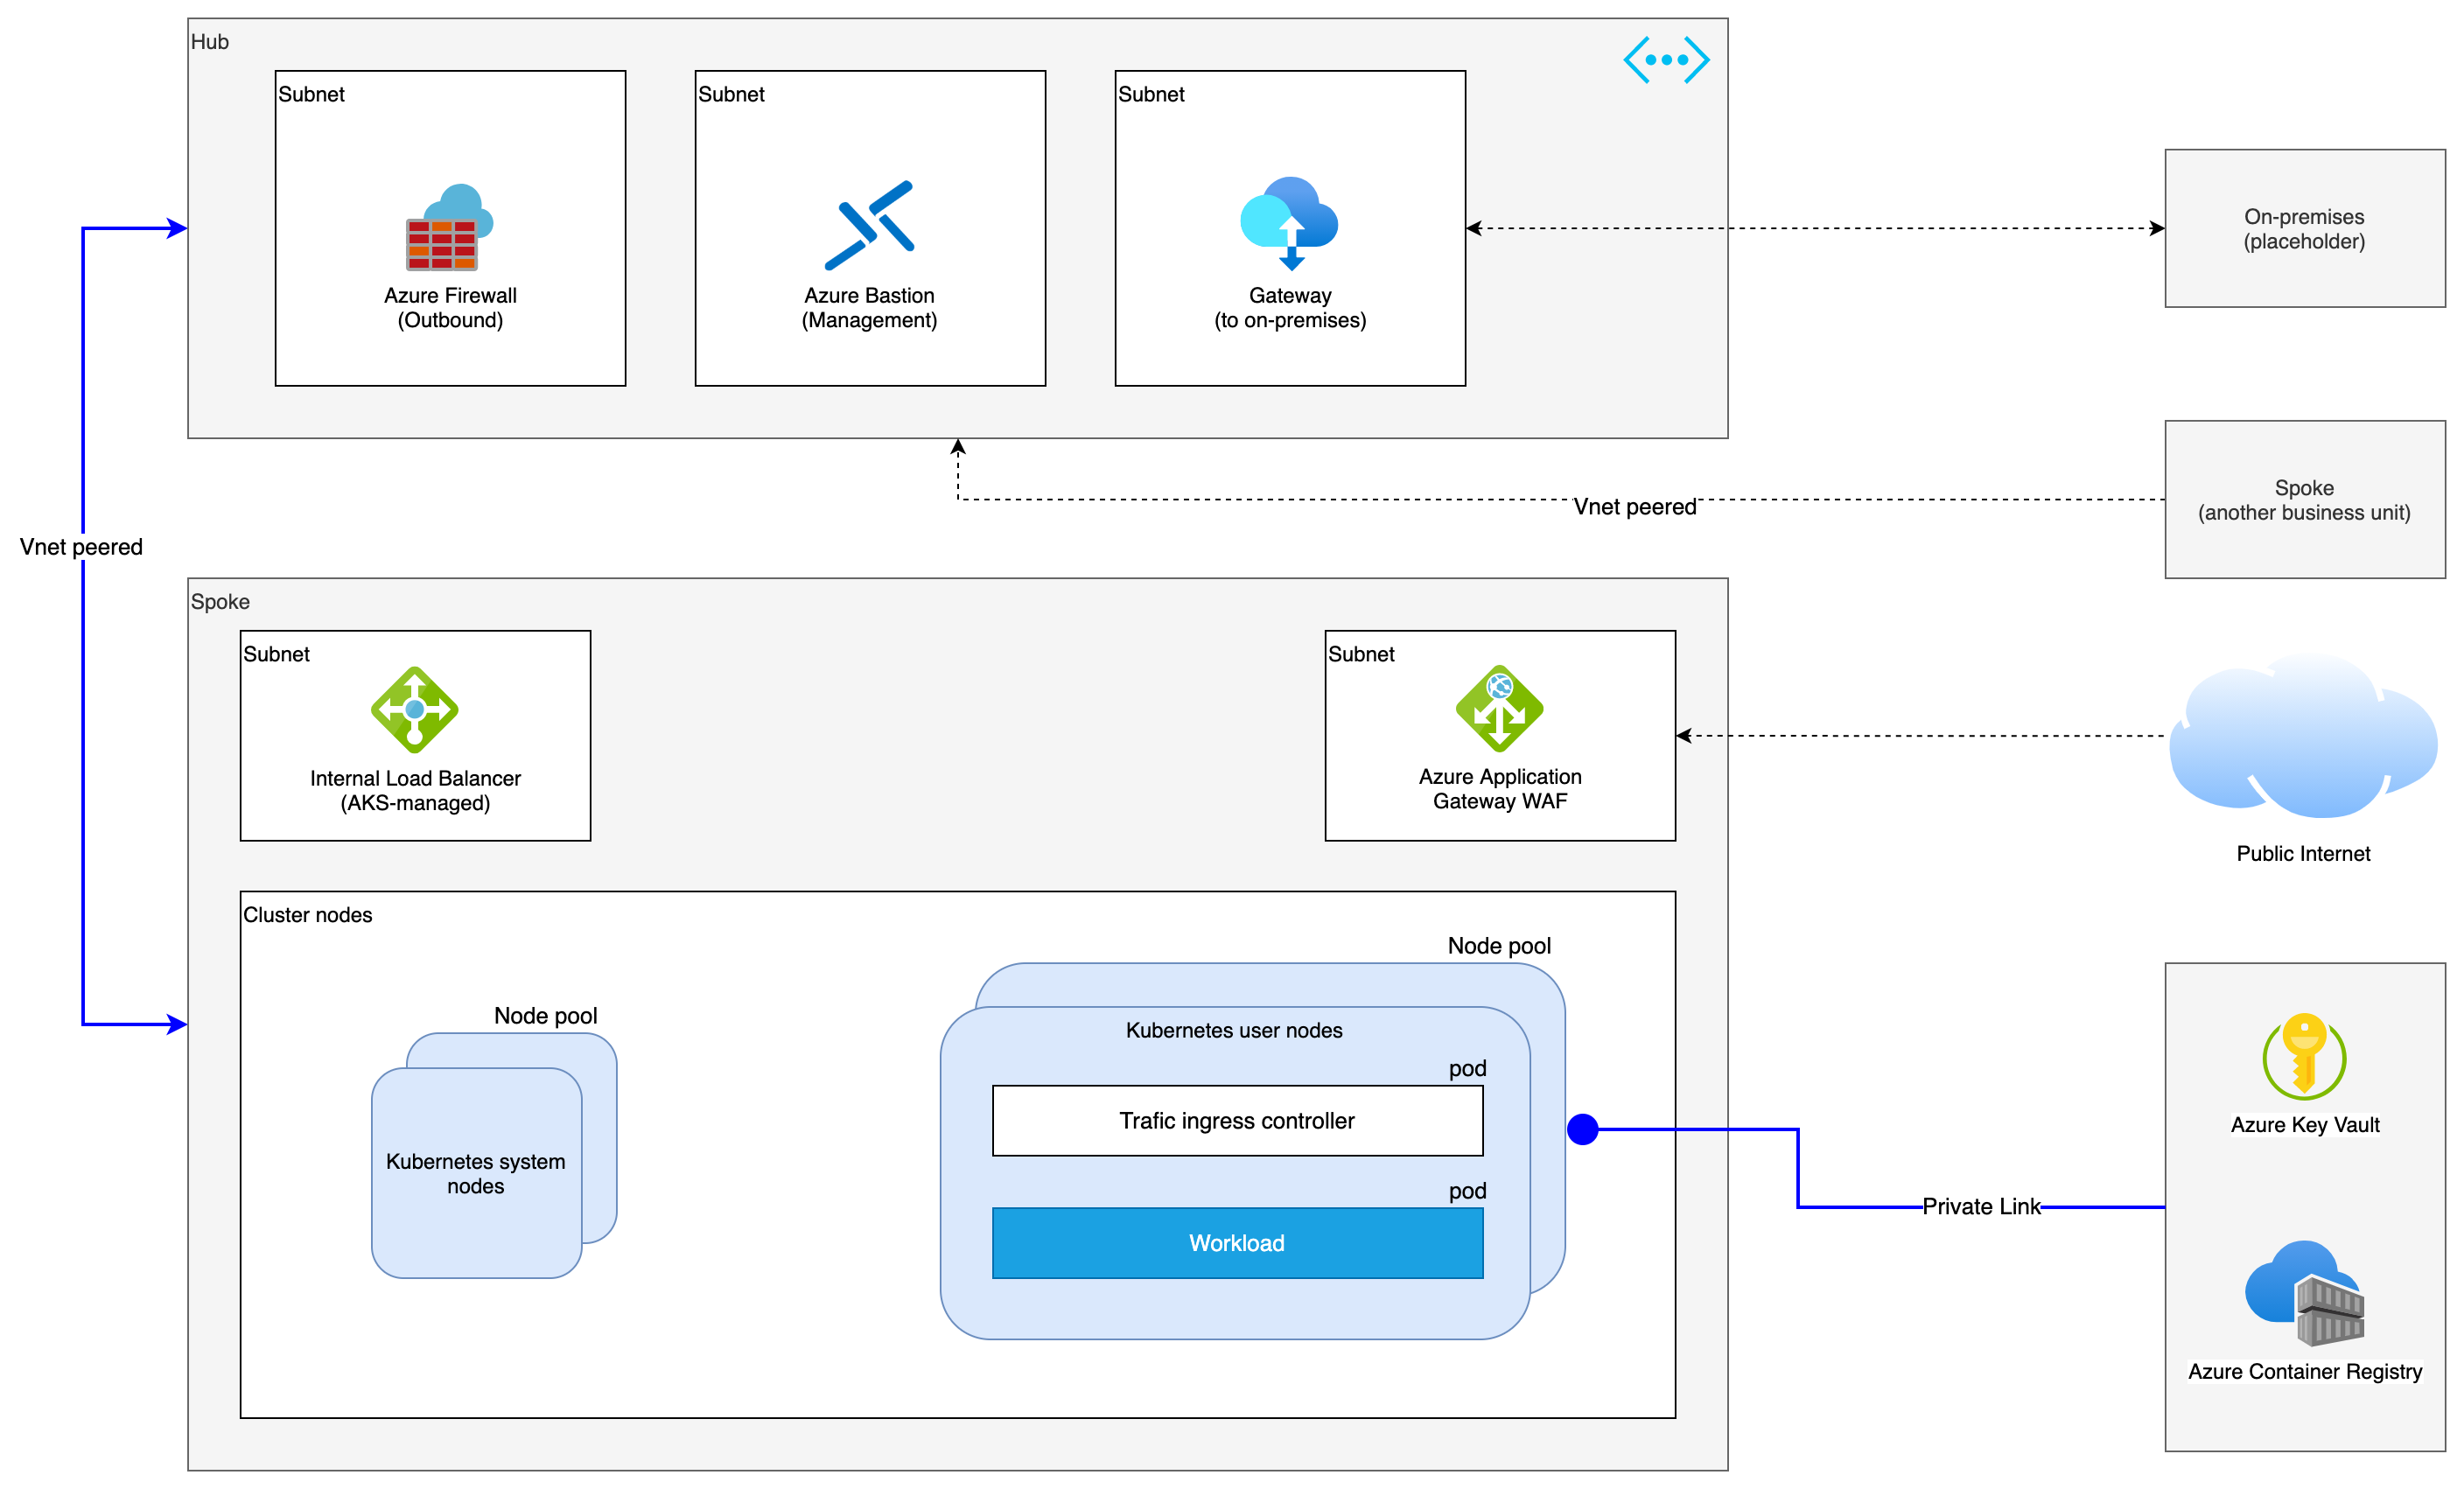 Hub
Subnet
Azure Firewall
(Outbound)
Subnet
Azure Bastion
(Management)
Subnet
Gateway
(to on-premises)
On-premises
(placeholder)
Vnet peered
Spoke
(another business unit)
Vnet peered
Spoke
Subnet
Internal Load Balancer
(AKS-managed)
Subnet
Azure Application
Gateway WAF
Public Internet
Cluster nodes
Node pool
Kubernetes system
nodes
Node pool
Kubernetes user nodes
pod
Trafic ingress controller
pod
Workload
Private Link
Azure Key Vault
Azure Container Registry